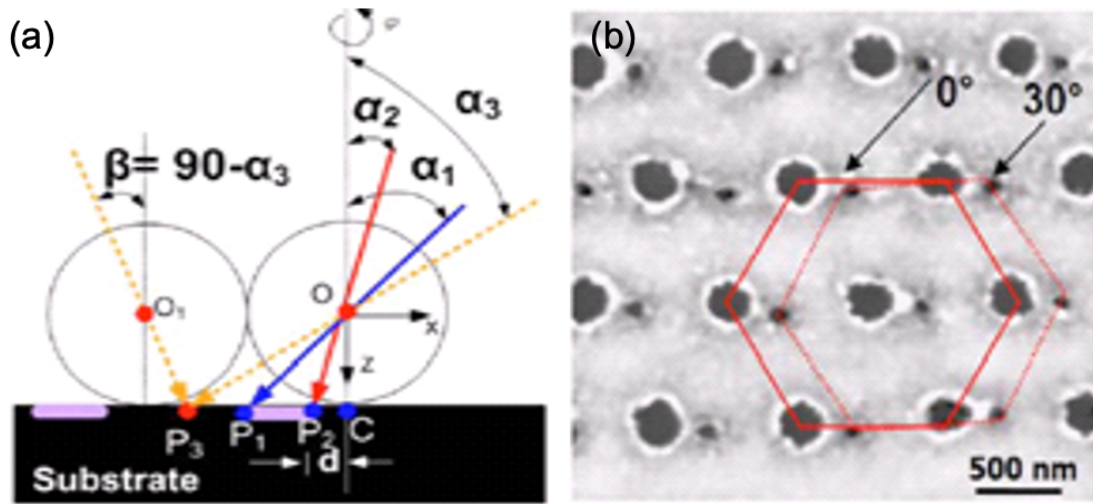 (a)
α3
α2
α1
β= 90-α3
O1
O
x
z
P3
P1
P2
C
d
Substrate
(b)
0°
30°
500 nm